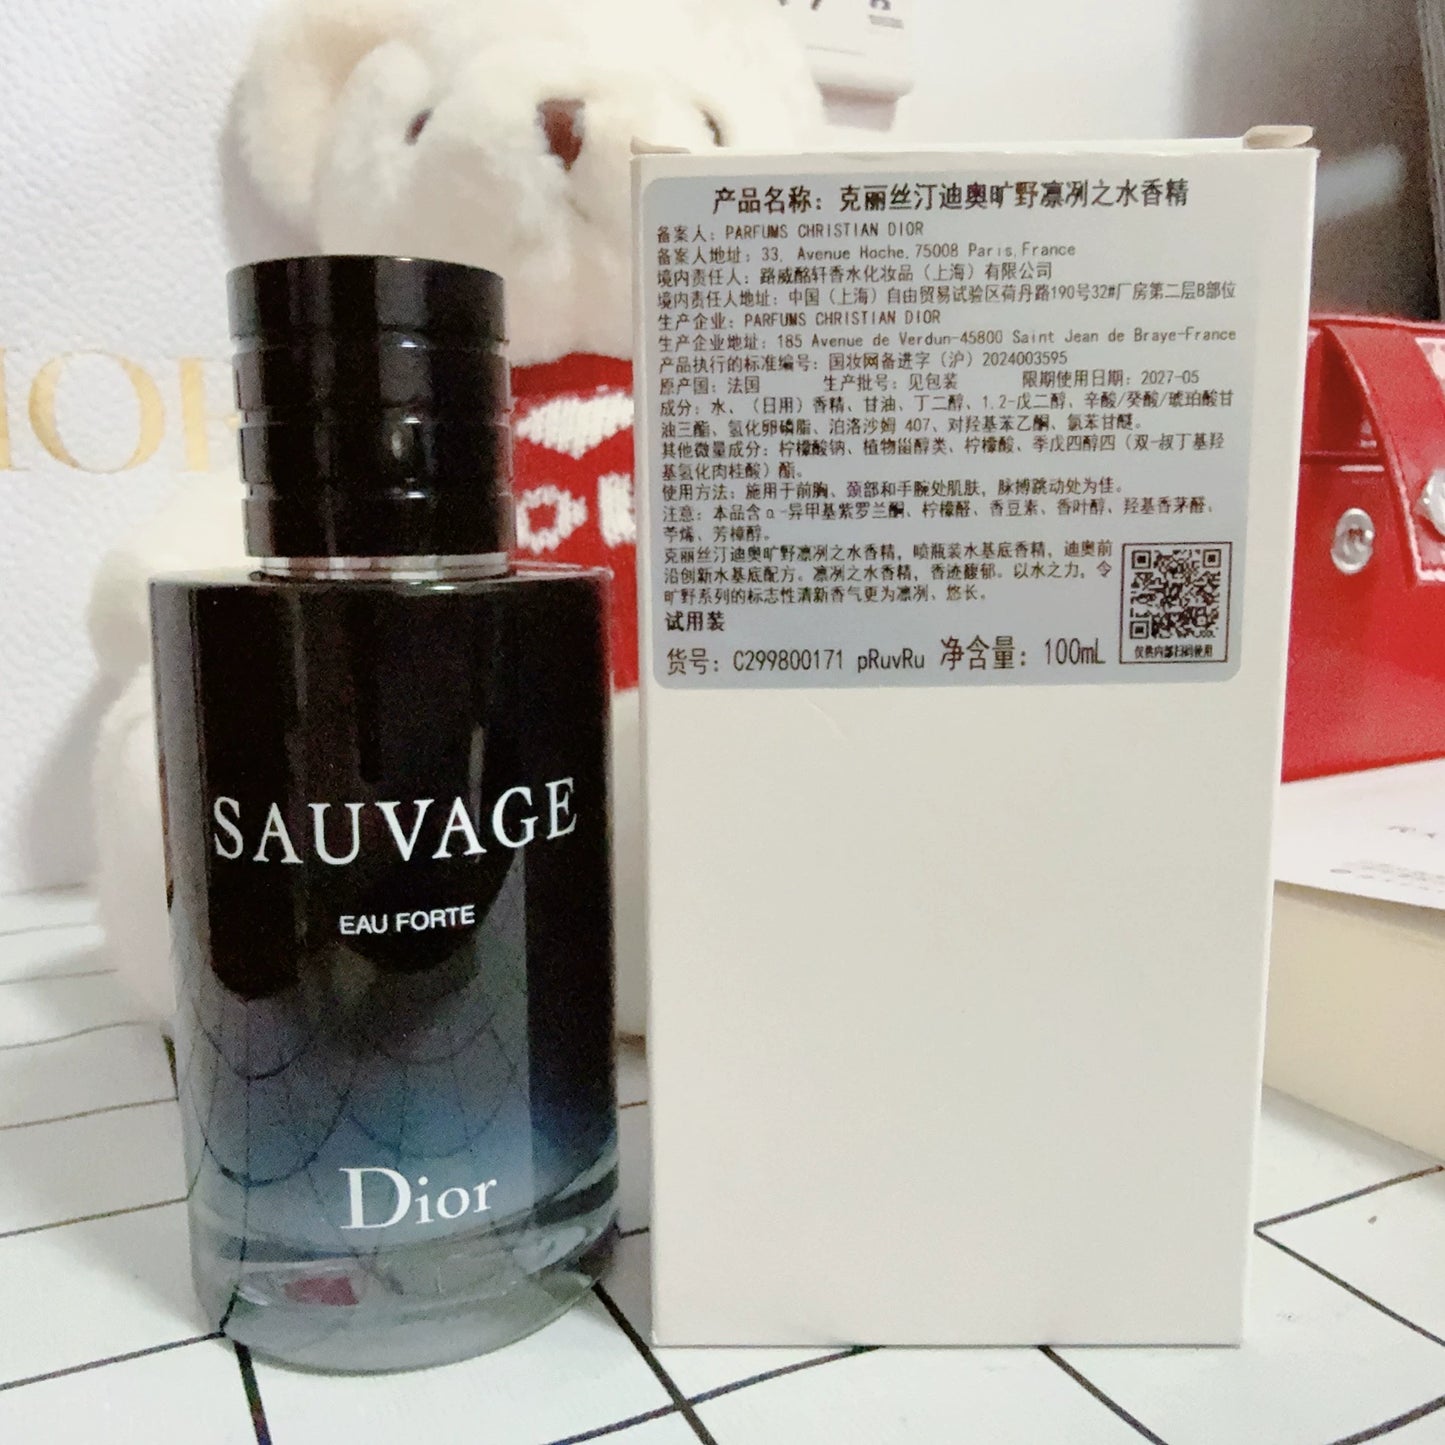 产品名称：克丽丝汀迪奥旷野凛冽之水香精
备案人：PARFUMS CHRISTIAN DIOR
备案人地址：33, Avenue Hoche,75008 Paris,France
境内责任人：路威酩轩香水化妆品（上海）有限公司
境内责任人地址：中国（上海）自由贸易试验区荷丹路190号32#厂房第二层B部位
生产企业：PARFUMS CHRISTIAN DIOR
生产企业地址：185 Avenue de Verdun-45800 Saint Jean de Braye-France
产品执行的标准编号：国妆网备进字（沪）2024003595
原产国：法国 生产批号：见包装 限期使用日期：2027-05
成分：水、（日用）香精、甘油、丁二醇、1,2-戊二醇、辛酸/癸酸/琥珀酸甘
油三酯、氢化卵磷脂、泊洛沙姆 407、对羟基苯乙酮、氯苯甘醚。
其他微量成分：柠檬酸钠、植物甾醇类、柠檬酸、季戊四醇四（双-叔丁基羟
基氢化肉桂酸）酯。
使用方法：施用于前胸、颈部和手腕处肌肤，脉搏跳动处为佳。
注意：本品含α-异甲基紫罗兰酮、柠檬醛、香豆素、香叶醇、羟基香茅醛、
苧烯、芳樟醇。
克丽丝汀迪奥旷野凛冽之水香精，喷瓶装水基底香精，迪奥前
沿创新水基底配方。凛冽之水香精，香迹馥郁。以水之力，令
旷野系列的标志性清新香气更为凛冽、悠长。
试用装
货号：C299800171 pRuvRu 净含量：100mL
仅供内部扫码使用
SAUVAGE
EAU FORTE
Dior